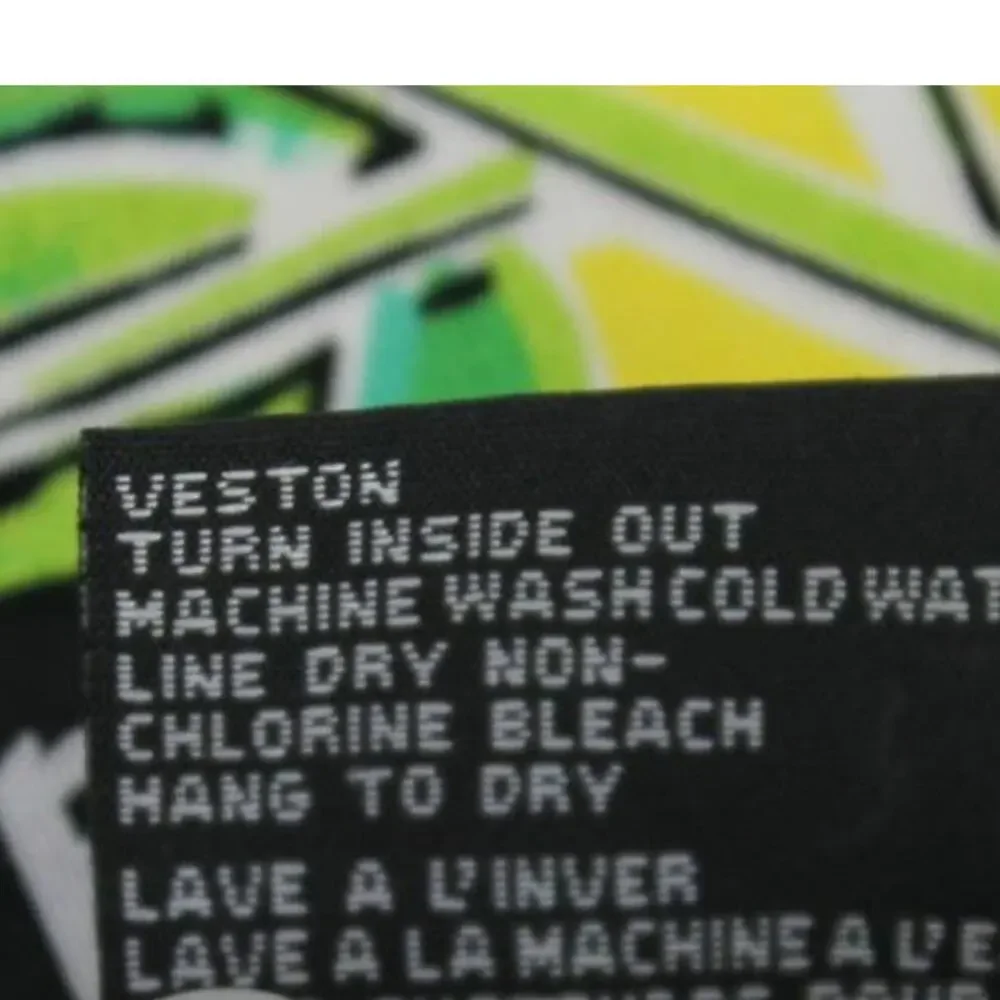 VESTON
TURN INSIDE OUT
MACHINE WASH COLD WAT
LINE DRY NON-
CHLORINE BLEACH
HANG TO DRY
LAVE A L'INVER
LAVE A LA MACHINE A L'E